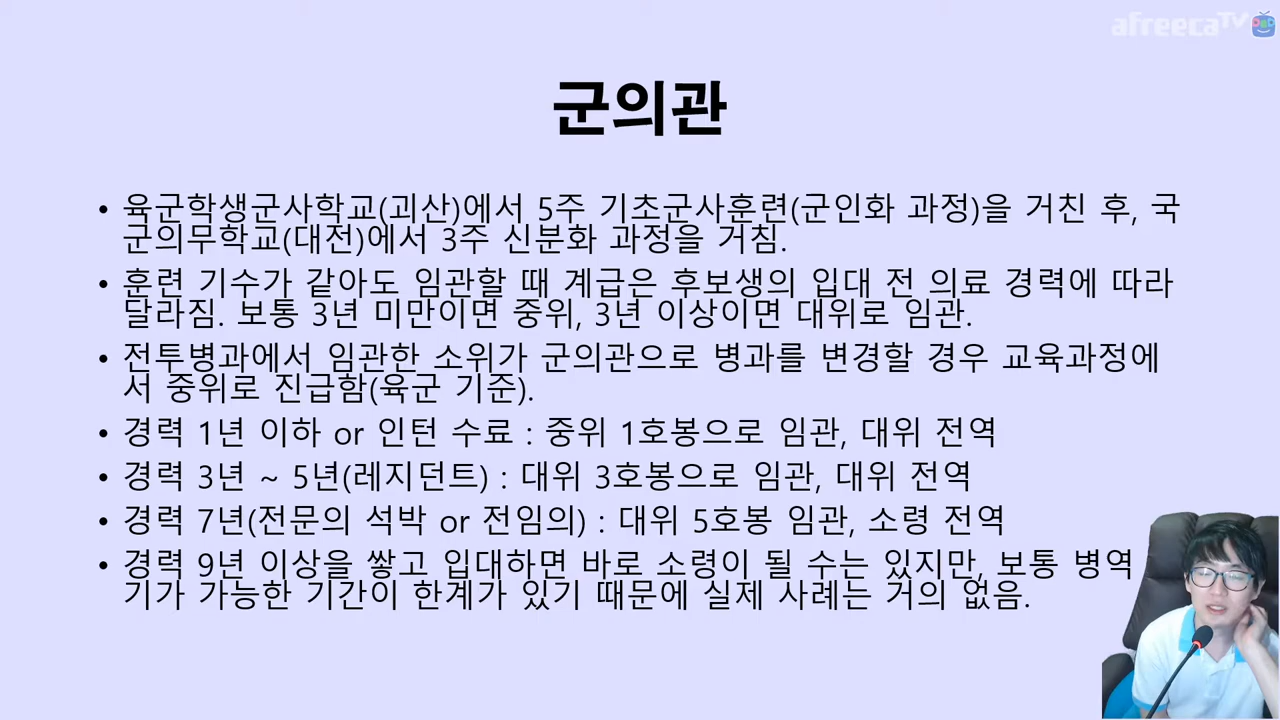 afreecaTV
군의관
• 육군학생군사학교(괴산)에서 5주 기초군사훈련(군인화 과정)을 거친 후, 국
군의무학교(대전)에서 3주 신분화 과정을 거침.
• 훈련 기수가 같아도 임관할 때 계급은 후보생의 입대 전 의료 경력에 따라
달라짐. 보통 3년 미만이면 중위, 3년 이상이면 대위로 임관.
• 전투병과에서 임관한 소위가 군의관으로 병과를 변경할 경우 교육과정에
서 중위로 진급함(육군 기준).
• 경력 1년 이하 or 인턴 수료 : 중위 1호봉으로 임관, 대위 전역
• 경력 3년 ~ 5년(레지던트) : 대위 3호봉으로 임관, 대위 전역
• 경력 7년(전문의 석박 or 전임의) : 대위 5호봉 임관, 소령 전역
• 경력 9년 이상을 쌓고 입대하면 바로 소령이 될 수는 있지만, 보통 병역
기가 가능한 기간이 한계가 있기 때문에 실제 사례는 거의 없음.